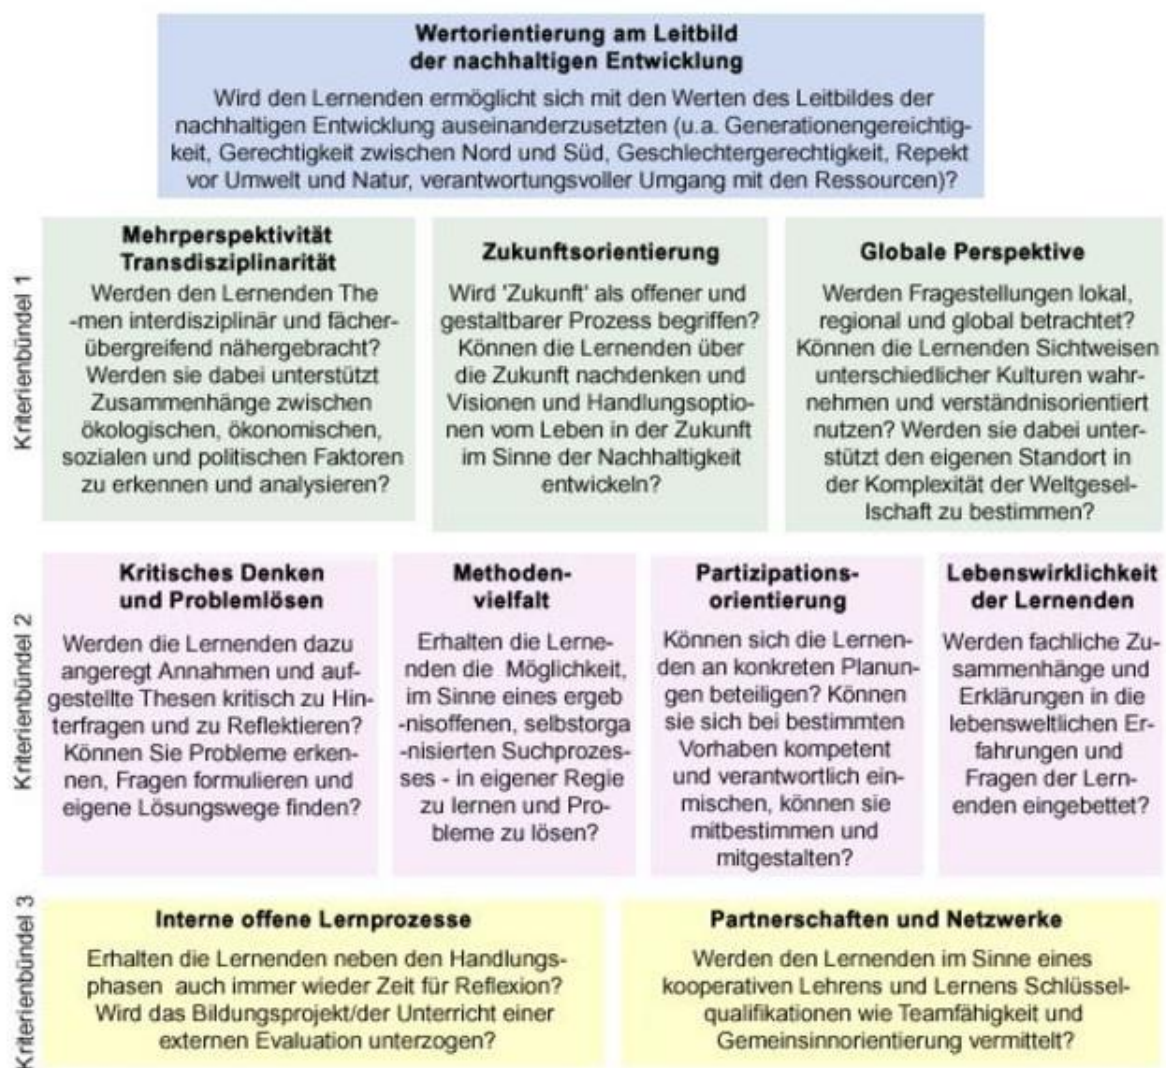 Wertorientierung am Leitbild
der nachhaltigen Entwicklung
Wird den Lernenden ermöglicht sich mit den Werten des Leitbildes der
nachhaltigen Entwicklung auseinanderzusetzten (u.a. Generationengereichtig-
keit, Gerechtigkeit zwischen Nord und Süd, Geschlechtergerechtigkeit, Repekt
vor Umwelt und Natur, verantwortungsvoller Umgang mit den Ressourcen)?
Kriterienbündel 1
Mehrperspektivität
Transdisziplinarität
Werden den Lernenden The
-men interdisziplinär und fächer-
übergreifend nähergebracht?
Werden sie dabei unterstützt
Zusammenhänge zwischen
ökologischen, ökonomischen,
sozialen und politischen Faktoren
zu erkennen und analysieren?
Zukunftsorientierung
Wird 'Zukunft' als offener und
gestaltbarer Prozess begriffen?
Können die Lernenden über
die Zukunft nachdenken und
Visionen und Handlungsoptio-
nen vom Leben in der Zukunft
im Sinne der Nachhaltigkeit
entwickeln?
Globale Perspektive
Werden Fragestellungen lokal,
regional und global betrachtet?
Können die Lernenden Sichtweisen
unterschiedlicher Kulturen wahr-
nehmen und verständnisorientiert
nutzen? Werden sie dabei unter-
stützt den eigenen Standort in
der Komplexität der Weltgesel-
lschaft zu bestimmen?
Kriterienbündel 2
Kritisches Denken
und Problemlösen
Werden die Lernenden dazu
angeregt Annahmen und auf-
gestellte Thesen kritisch zu Hin-
terfragen und zu Reflektieren?
Können Sie Probleme erken-
nen, Fragen formulieren und
eigene Lösungswege finden?
Methoden-
vielfalt
Erhalten die Lerne-
nden die Möglichkeit,
im Sinne eines ergeb
-nisoffenen, selbstorga
-nisierten Suchprozes-
ses - in eigener Regie
zu lernen und Pro-
bleme zu lösen?
Partizipations-
orientierung
Können sich die Lernen-
den an konkreten Planun-
gen beteiligen? Können
sie sich bei bestimmten
Vorhaben kompetent
und verantwortlich ein-
mischen, können sie
mitbestimmen und
mitgestalten?
Lebenswirklichkeit
der Lernenden
Werden fachliche Zu-
sammenhänge und
Erklärungen in die
lebensweltlichen Er-
fahrungen und
Fragen der Lern-
enden eingebettet?
Kriterienbündel 3
Interne offene Lernprozesse
Erhalten die Lernenden neben den Handlungs-
phasen auch immer wieder Zeit für Reflexion?
Wird das Bildungsprojekt/der Unterricht einer
externen Evaluation unterzogen?
Partnerschaften und Netzwerke
Werden den Lernenden im Sinne eines
kooperativen Lehrens und Lernens Schlüssel-
qualifikationen wie Teamfähigkeit und
Gemeinsinnorientierung vermittelt?